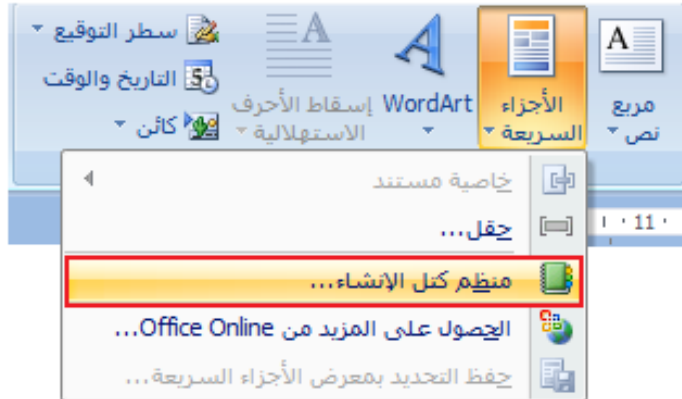 مربع
نص
الأجزاء
السريعة
WordArt
إسقاط الأحرف
الاستهلالية
سطر التوقيع
التاريخ والوقت
كائن
خاصية مستند
حقل...
منظم كتل الإنشاء...
الحصول على المزيد من Office Online...
حفظ التحديد بمعرض الأجزاء السريعة...
11